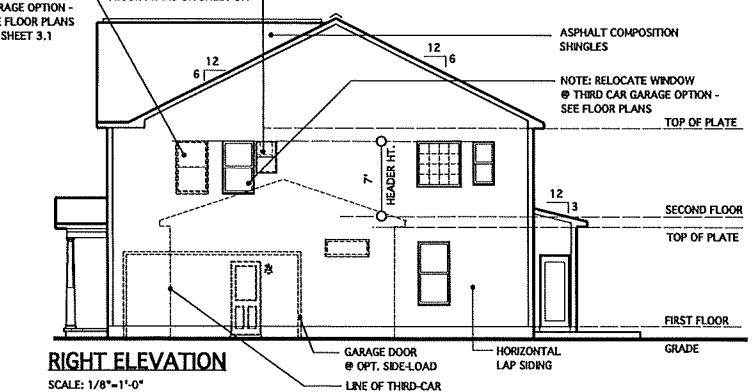 RAGE OPTION -
FLOOR PLANS
SHEET 3.1
ASPHALT COMPOSITION
SHINGLES
12
6
12
6
NOTE: RELOCATE WINDOW
@ THIRD CAR GARAGE OPTION -
SEE FLOOR PLANS
TOP OF PLATE
7'
HEADER HT.
12
3
SECOND FLOOR
TOP OF PLATE
FIRST FLOOR
GRADE
RIGHT ELEVATION
SCALE: 1/8"=1'-0"
GARAGE DOOR
@ OPT. SIDE-LOAD
LINE OF THIRD-CAR
HORIZONTAL
LAP SIDING